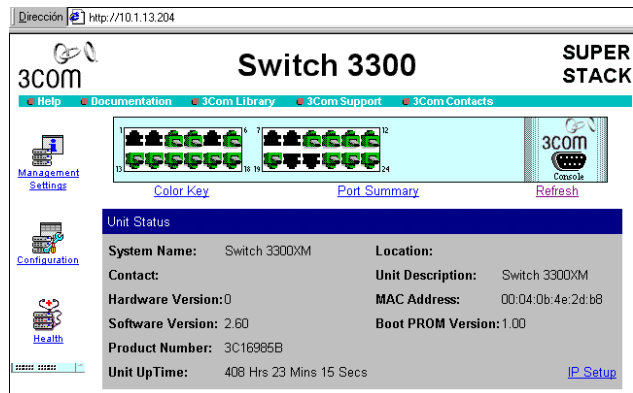 Dirección http://10.1.13.204
3COM Switch 3300 SUPER STACK
Help Documentation 3Com Library 3Com Support 3Com Contacts
1 6 7 12
13 18 19 24
3COM
Console
Management Settings
Color Key Port Summary Refresh
Unit Status
System Name: Switch 3300XM Location:
Configuration
Contact: Unit Description: Switch 3300XM
Hardware Version: 0 MAC Address: 00:04:0b:4e:2d:b8
Software Version: 2.60 Boot PROM Version: 1.00
Health
Product Number: 3C16985B
Unit UpTime: 408 Hrs 23 Mins 15 Secs IP Setup